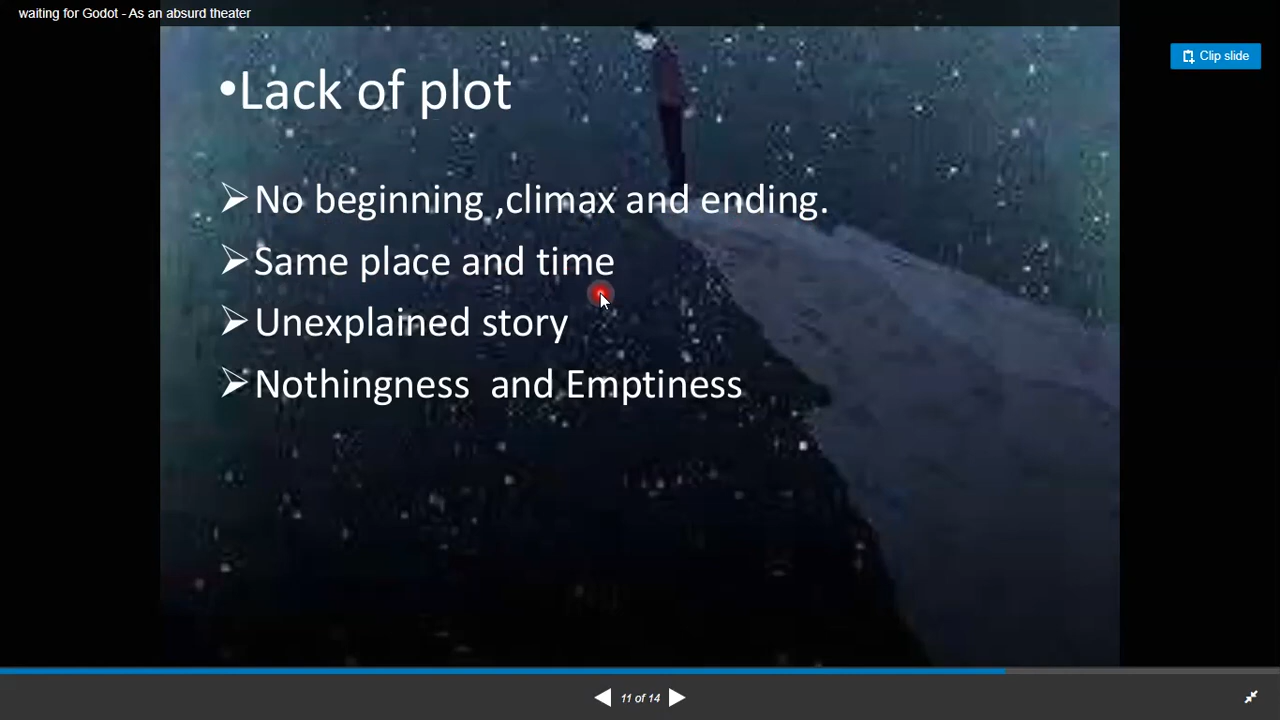 waiting for Godot - As an absurd theater
Clip slide
•Lack of plot
➢No beginning ,climax and ending.
➢Same place and time
➢Unexplained story
➢Nothingness  and Emptiness
11 of 14